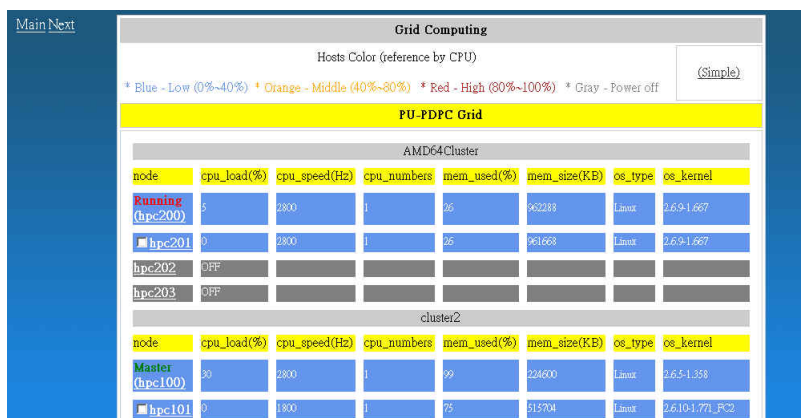 Main Next
Grid Computing
Hosts Color (reference by CPU)
(Simple)
* Blue - Low (0%~40%) * Orange - Middle (40%~80%) * Red - High (80%~100%) * Gray - Power off
PU-PDPC Grid
AMD64Cluster
node cpu_load(%) cpu_speed(Hz) cpu_numbers mem_used(%) mem_size(KB) os_type os_kernel
Running
(hpc200) 5 2800 1 26 962288 Linux 2.6.9-1.667
hpc201 0 2800 1 26 961668 Linux 2.6.9-1.667
hpc202 OFF
hpc203 OFF
cluster2
node cpu_load(%) cpu_speed(Hz) cpu_numbers mem_used(%) mem_size(KB) os_type os_kernel
Master
(hpc100) 30 2800 1 99 224600 Linux 2.6.5-1.358
hpc101 0 1800 1 75 515704 Linux 2.6.10-1.771_FC2